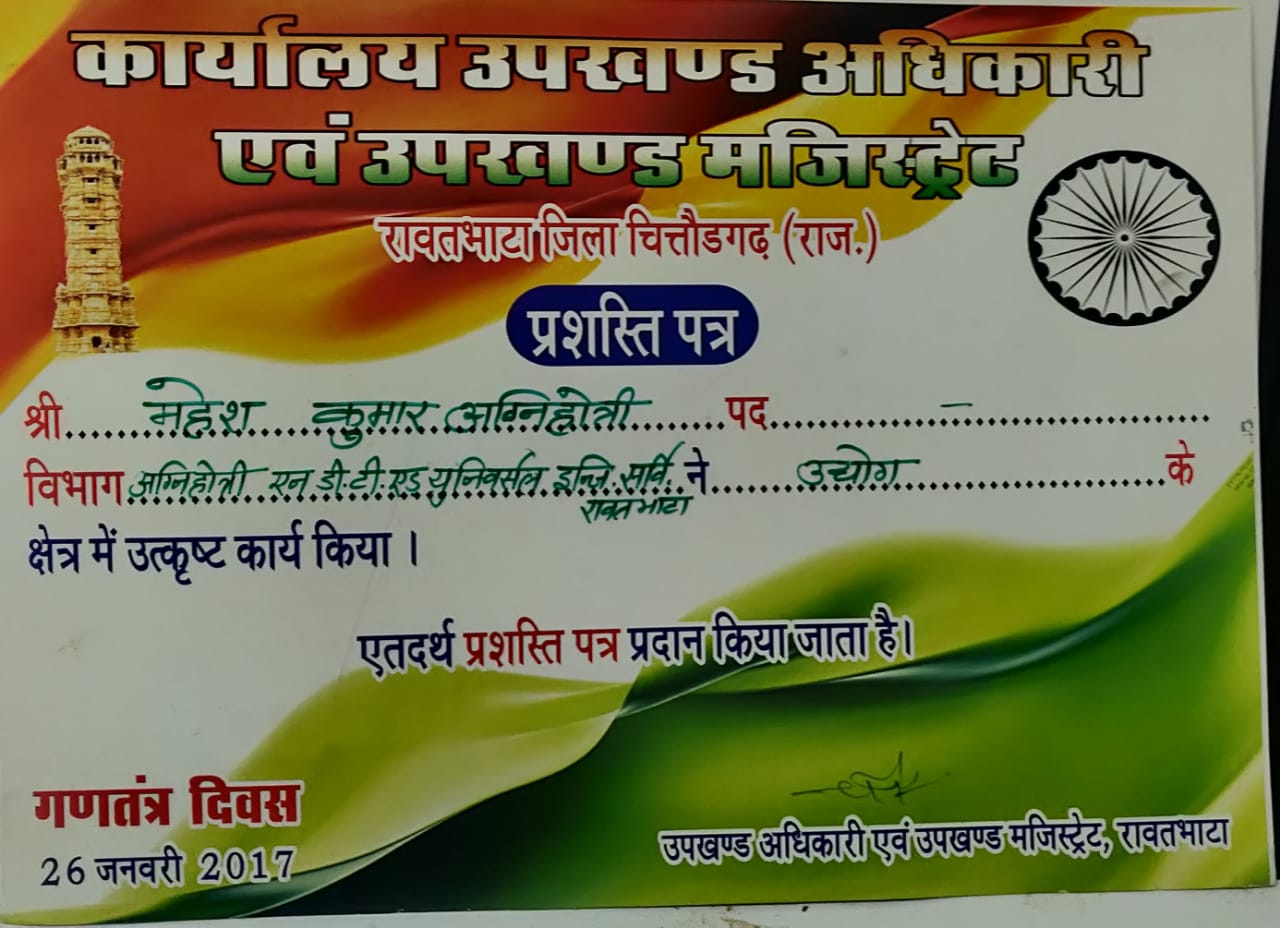 कार्यालय उपखण्ड अधिकारी
एवं उपखण्ड मजिस्ट्रेट
रावतभाटा जिला चित्तौडगढ़ (राज.)
प्रशस्ति पत्र
श्री.....महेश कुमार अग्निहोत्री.......पद............–............
विभाग अग्निहोत्री एन.डी.टी. एड युनिवर्सल इन्जि. सर्वि. ने.......उद्योग.......के
रावतभाटा
क्षेत्र में उत्कृष्ट कार्य किया ।
एतदर्थ प्रशस्ति पत्र प्रदान किया जाता है।
गणतंत्र दिवस
26 जनवरी 2017
उपखण्ड अधिकारी एवं उपखण्ड मजिस्ट्रेट, रावतभाटा